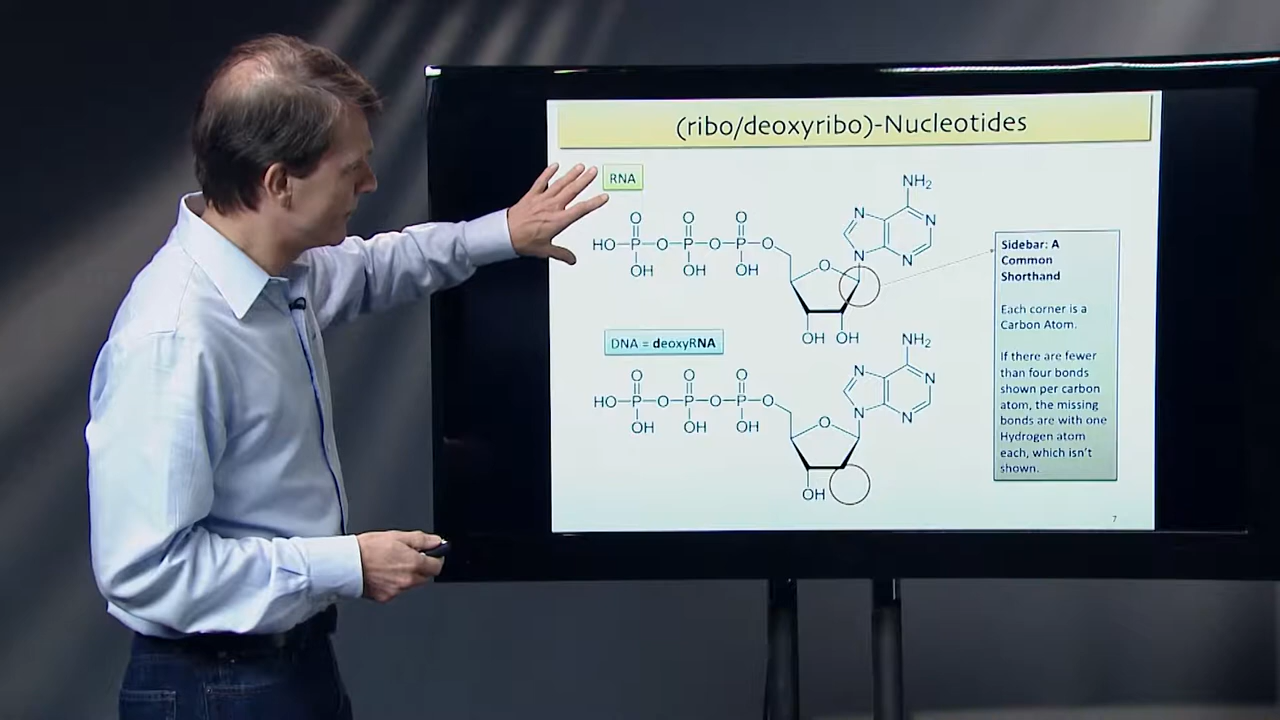 (ribo/deoxyribo)-Nucleotides
RNA
NH2
O O O N N
HO P O P O P O O N N
OH OH OH
OH OH
Sidebar: A
Common
Shorthand
Each corner is a
Carbon Atom.
If there are fewer
than four bonds
shown per carbon
atom, the missing
bonds are with one
Hydrogen atom
each, which isn't
shown.
DNA = deoxyRNA
NH2
O O O N N
HO P O P O P O O N N
OH OH OH
OH
7